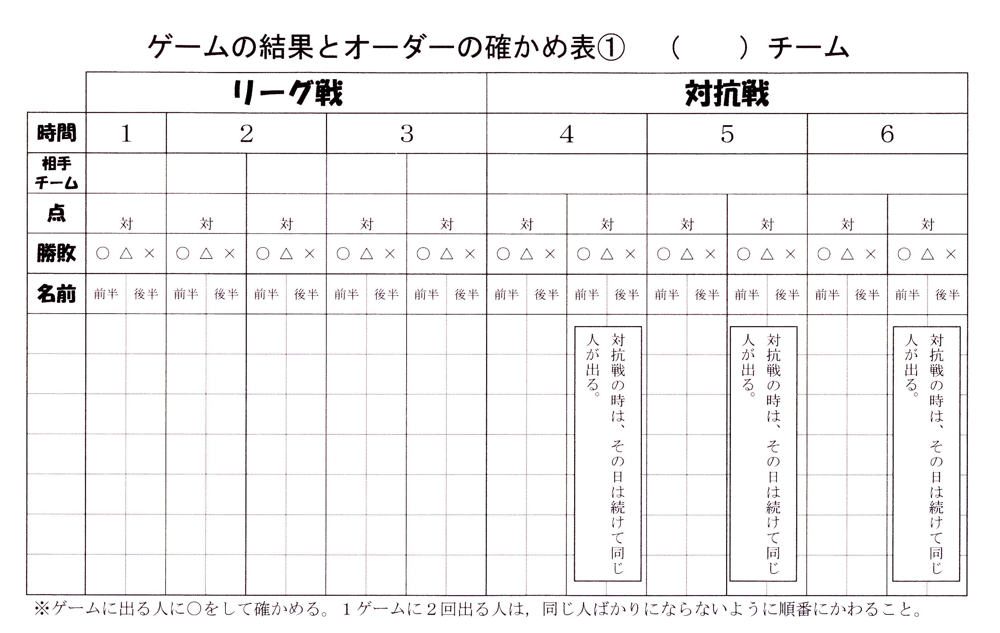 ゲームの結果とオーダーの確かめ表①　（　　）チーム
リーグ戦　対抗戦
時間　1　2　3　4　5　6
相手
チーム
点　対　対　対　対　対　対　対　対　対　対　対
勝敗　○ △ ×　○ △ ×　○ △ ×　○ △ ×　○ △ ×　○ △ ×　○ △ ×　○ △ ×　○ △ ×　○ △ ×　○ △ ×
名前　前半　後半　前半　後半　前半　後半　前半　後半　前半　後半　前半　後半　前半　後半　前半　後半　前半　後半　前半　後半　前半　後半
対抗戦の時は、その日は続けて同じ
人が出る。
対抗戦の時は、その日は続けて同じ
人が出る。
対抗戦の時は、その日は続けて同じ
人が出る。
※ゲームに出る人に○をして確かめる。１ゲームに２回出る人は，同じ人ばかりにならないように順番にかわること。